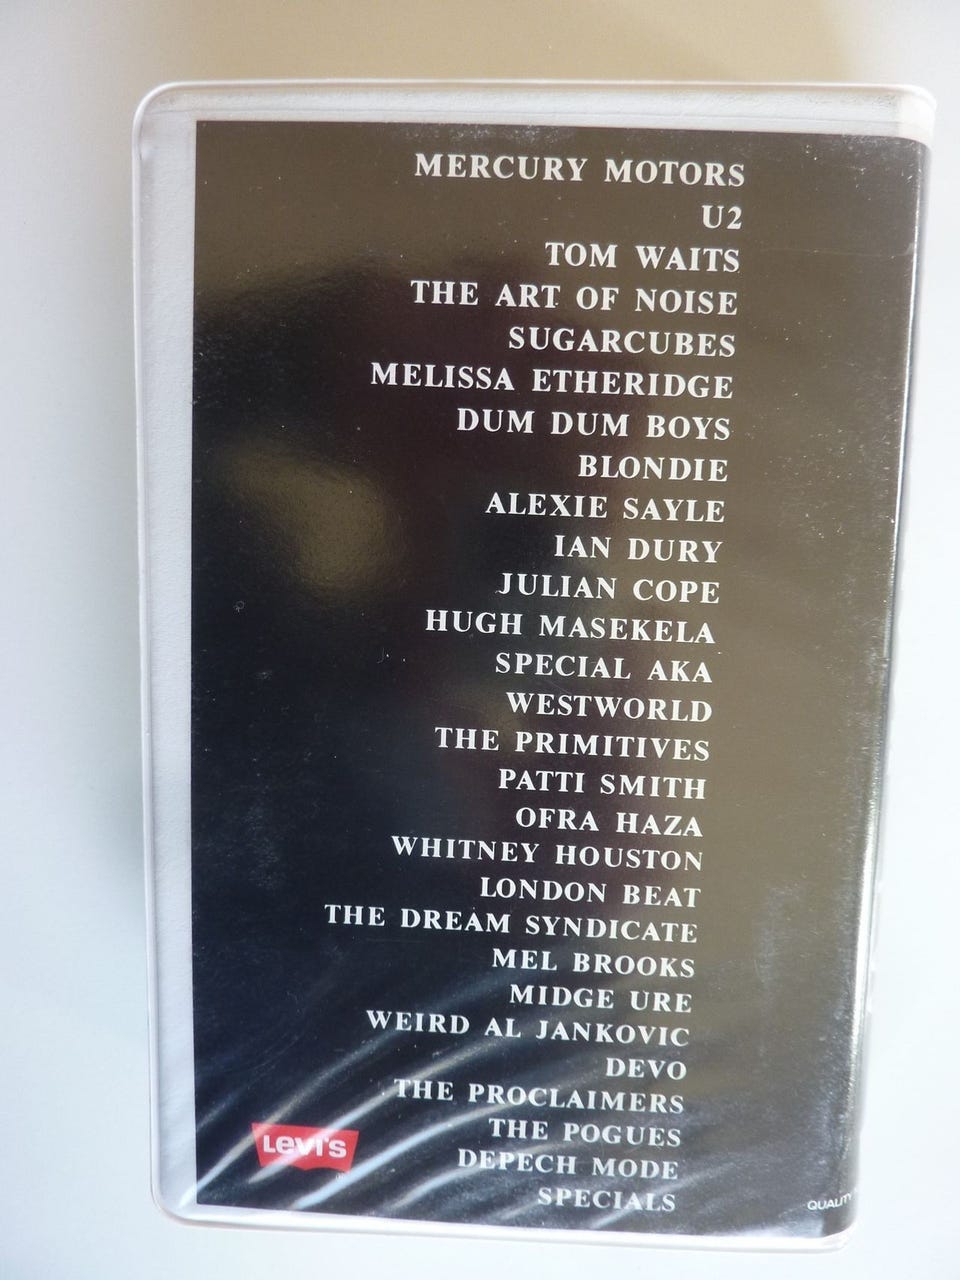 MERCURY MOTORS
U2
TOM WAITS
THE ART OF NOISE
SUGARCUBES
MELISSA ETHERIDGE
DUM DUM BOYS
BLONDIE
ALEXIE SAYLE
IAN DURY
JULIAN COPE
HUGH MASEKELA
SPECIAL AKA
WESTWORLD
THE PRIMITIVES
PATTI SMITH
OFRA HAZA
WHITNEY HOUSTON
LONDON BEAT
THE DREAM SYNDICATE
MEL BROOKS
MIDGE URE
WEIRD AL JANKOVIC
DEVO
THE PROCLAIMERS
THE POGUES
DEPECH MODE
SPECIALS
Levi's
QUALITY